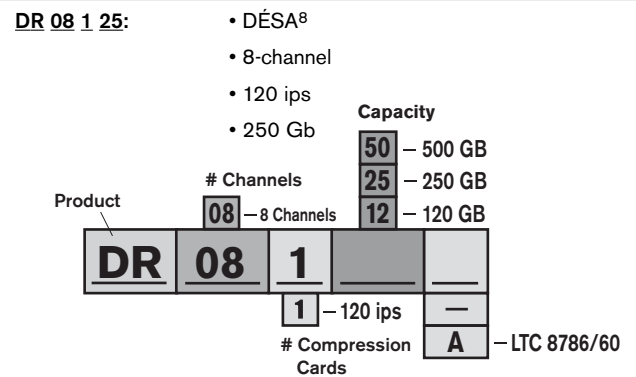 DR 08 1 25:
• DÉSA8
• 8-channel
• 120 ips
• 250 Gb
Capacity
50 – 500 GB
25 – 250 GB
12 – 120 GB
# Channels
08 – 8 Channels
Product
DR 08 1
1 – 120 ips
# Compression
Cards
–
A – LTC 8786/60